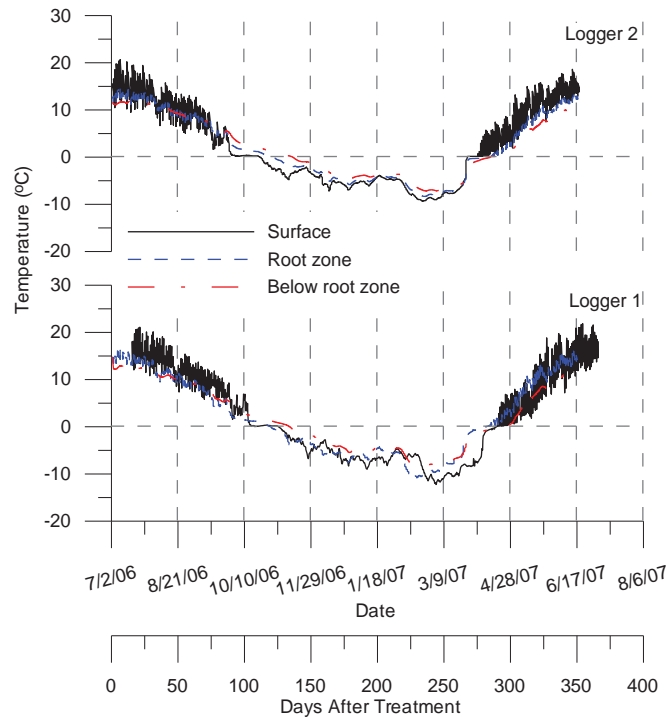 30
Logger 2
20
10
0
-10
-20
Temperature (ºC)
Surface
Root zone
Below root zone
30
Logger 1
20
10
0
-10
-20
7/2/06 8/21/06 10/10/06 11/29/06 1/18/07 3/9/07 4/28/07 6/17/07 8/6/07
Date
0 50 100 150 200 250 300 350 400
Days After Treatment